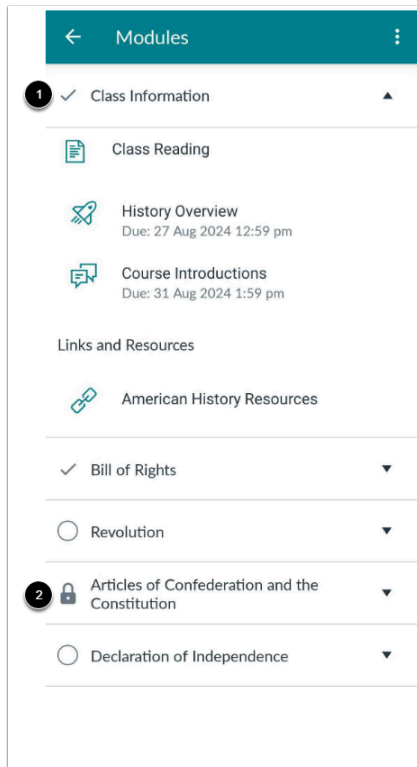 Modules
1
Class Information
Class Reading
History Overview
Due: 27 Aug 2024 12:59 pm
Course Introductions
Due: 31 Aug 2024 1:59 pm
Links and Resources
American History Resources
Bill of Rights
Revolution
2
Articles of Confederation and the
Constitution
Declaration of Independence